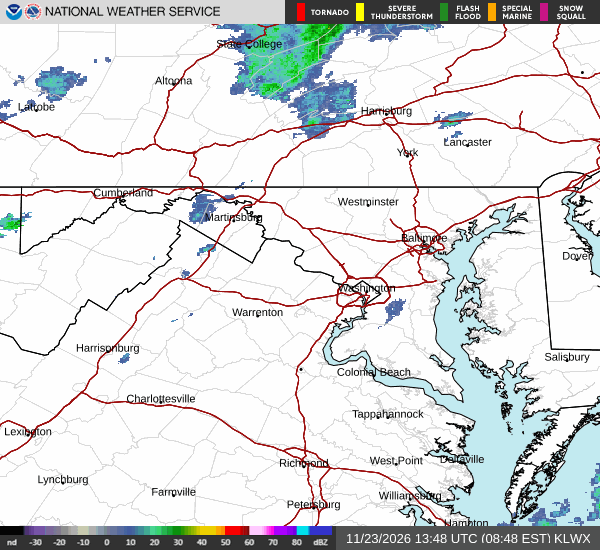 NATIONAL WEATHER SERVICE
TORNADO
SEVERE THUNDERSTORM
FLASH FLOOD
SPECIAL MARINE
SNOW SQUALL
State College
Altoona
Latrobe
Harrisburg
Lancaster
York
Cumberland
Martinsburg
Westminster
Baltimore
Dover
Washington
Warrenton
Harrisonburg
Salisbury
Colonial Beach
Charlottesville
Tappahannock
Lexington
Richmond
West Point
Deltaville
Lynchburg
Farmville
Williamsburg
Petersburg
Hampton
nd -30 -20 -10 0 10 20 30 40 50 60 70 80 dBZ
11/23/2026 13:48 UTC (08:48 EST) KLWX